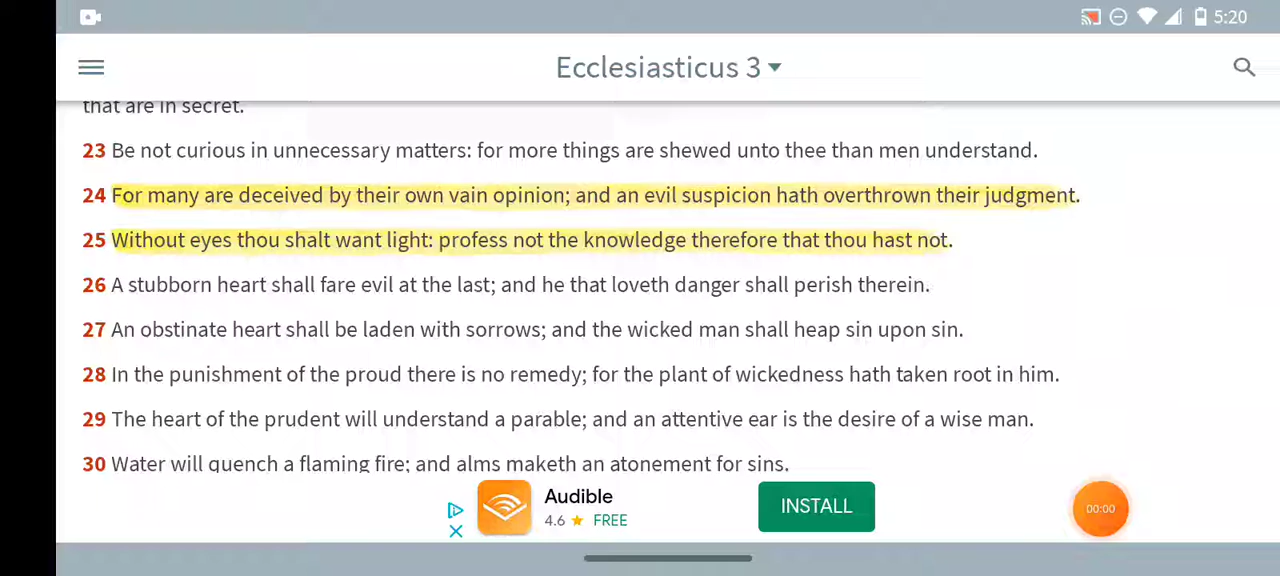 5:20
Ecclesiasticus 3
that are in secret.
23 Be not curious in unnecessary matters: for more things are shewed unto thee than men understand.
24 For many are deceived by their own vain opinion; and an evil suspicion hath overthrown their judgment.
25 Without eyes thou shalt want light: profess not the knowledge therefore that thou hast not.
26 A stubborn heart shall fare evil at the last; and he that loveth danger shall perish therein.
27 An obstinate heart shall be laden with sorrows; and the wicked man shall heap sin upon sin.
28 In the punishment of the proud there is no remedy; for the plant of wickedness hath taken root in him.
29 The heart of the prudent will understand a parable; and an attentive ear is the desire of a wise man.
30 Water will quench a flaming fire; and alms maketh an atonement for sins.
Audible
4.6 ★ FREE
INSTALL
00:00